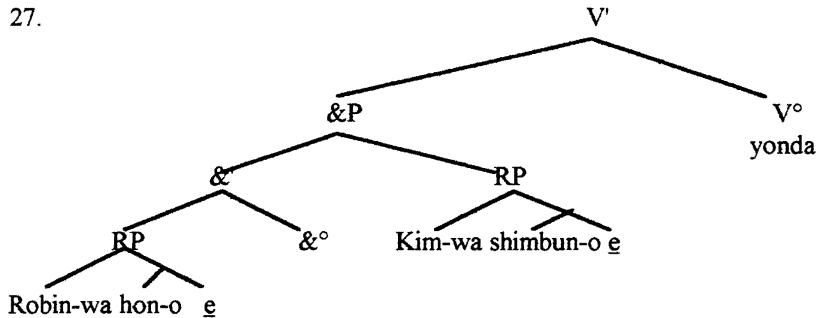 27.
V'
&P V°
yonda
&' RP
RP &° Kim-wa shimbun-o e
Robin-wa hon-o e